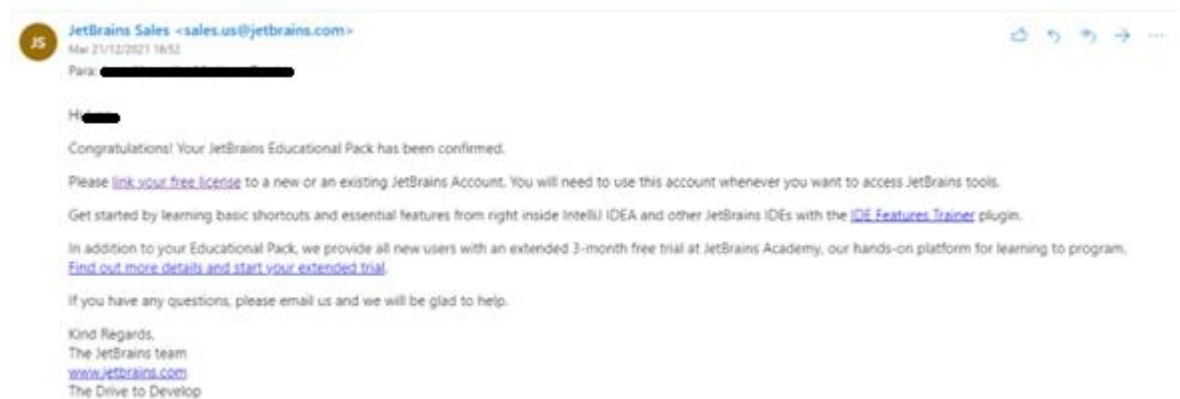 JS
JetBrains Sales <sales.us@jetbrains.com>
Mar 21/12/2021 16:52
Para:
Hi
Congratulations! Your JetBrains Educational Pack has been confirmed.
Please link your free license to a new or an existing JetBrains Account. You will need to use this account whenever you want to access JetBrains tools.
Get started by learning basic shortcuts and essential features from right inside IntelliJ IDEA and other JetBrains IDEs with the IDE Features Trainer plugin.
In addition to your Educational Pack, we provide all new users with an extended 3-month free trial at JetBrains Academy, our hands-on platform for learning to program.
Find out more details and start your extended trial.
If you have any questions, please email us and we will be glad to help.
Kind Regards,
The JetBrains team
www.jetbrains.com
The Drive to Develop